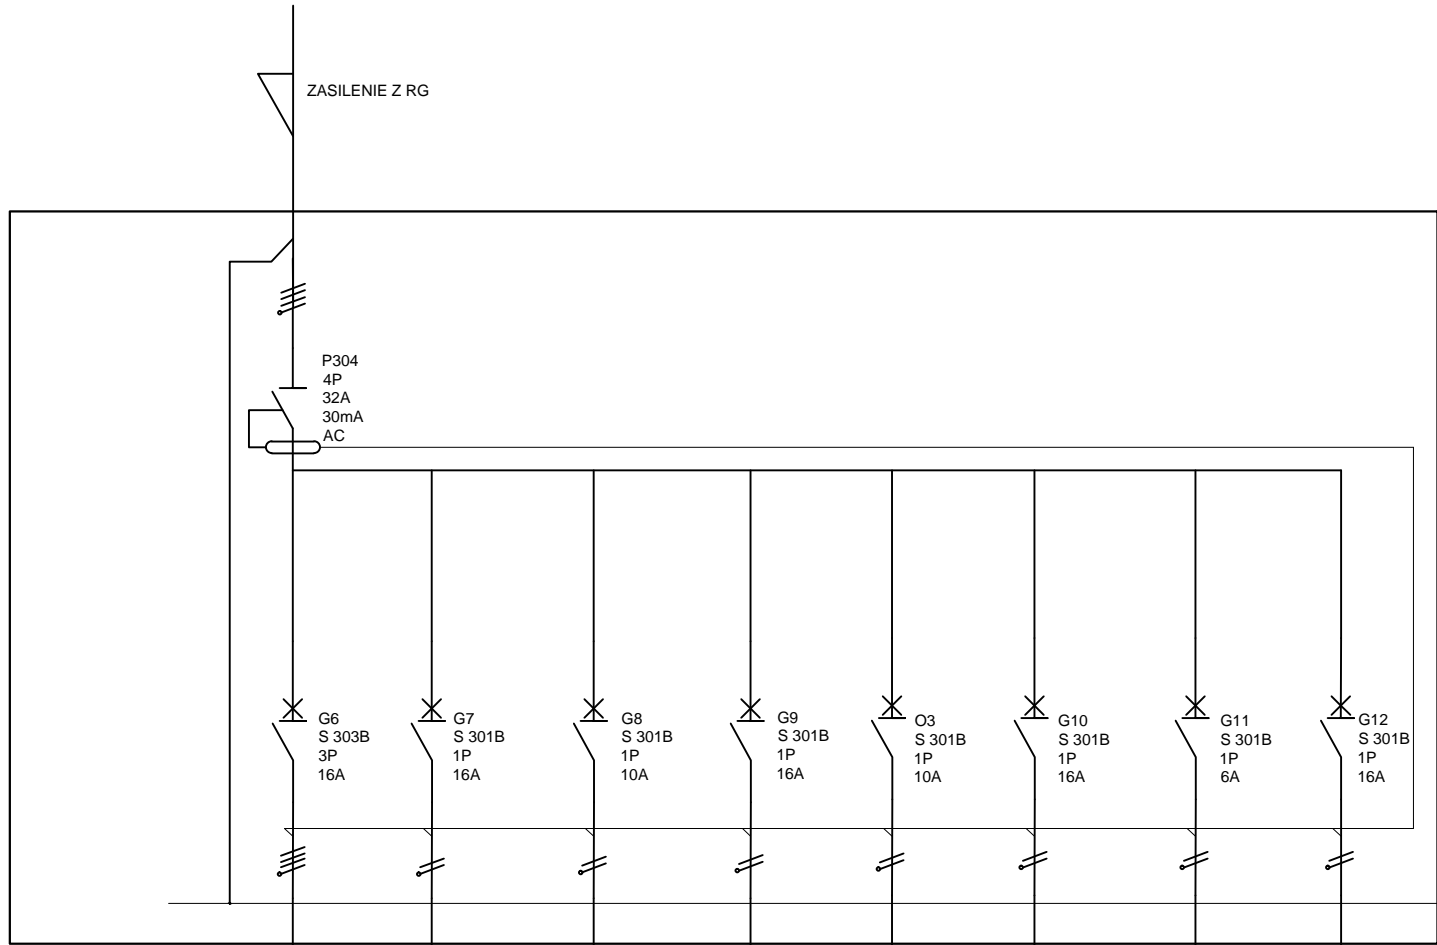 ZASILENIE Z RG
P304
4P
32A
30mA
AC
G6
S 303B
3P
16A
G7
S 301B
1P
16A
G8
S 301B
1P
10A
G9
S 301B
1P
16A
O3
S 301B
1P
10A
G10
S 301B
1P
16A
G11
S 301B
1P
6A
G12
S 301B
1P
16A